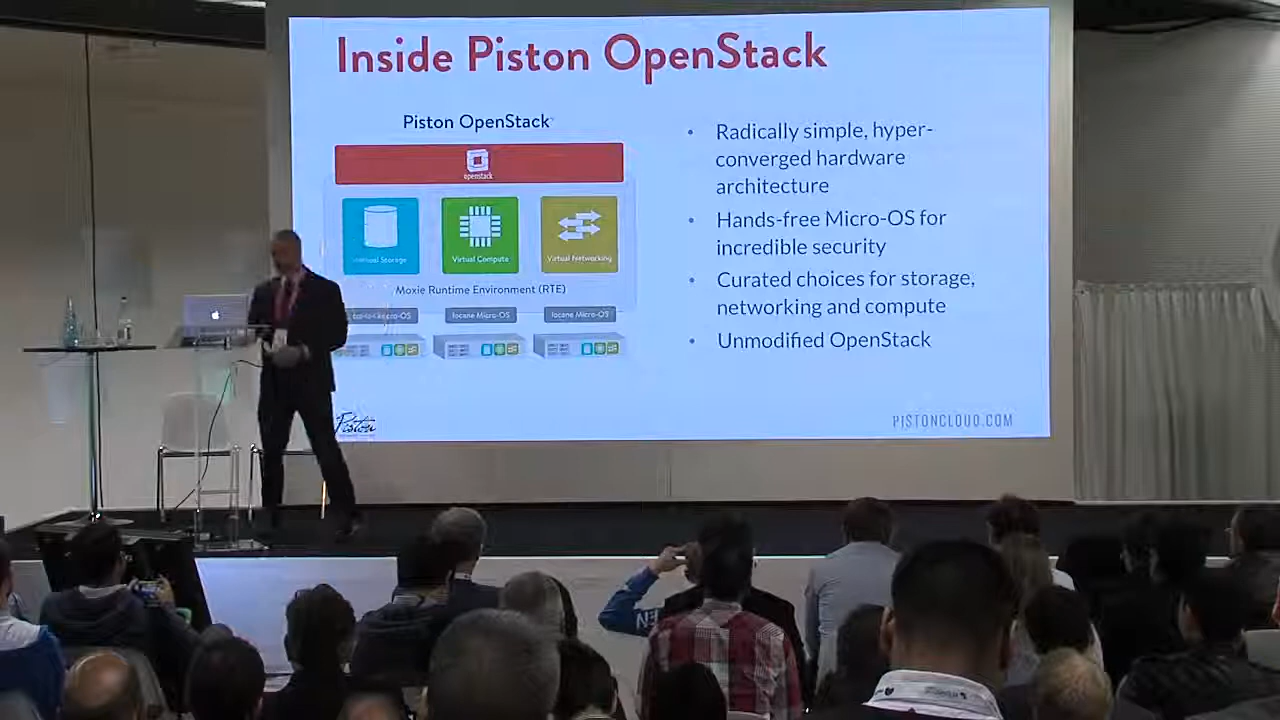 Inside Piston OpenStack
Piston OpenStack
openstack
Virtual Storage
Virtual Compute
Virtual Networking
Moxie Runtime Environment (RTE)
Micro-OS
Iocane Micro-OS
Iocane Micro-OS
• Radically simple, hyper-
converged hardware
architecture
• Hands-free Micro-OS for
incredible security
• Curated choices for storage,
networking and compute
• Unmodified OpenStack
Piston
PISTONCLOUD.COM